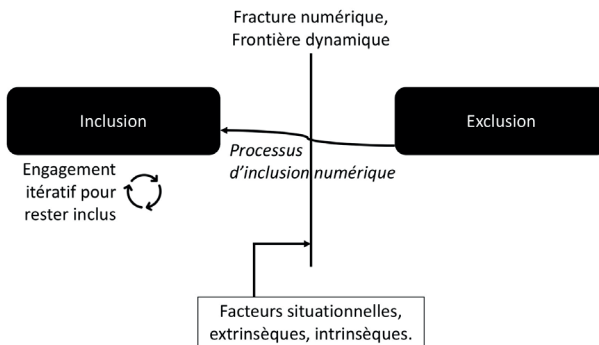 Fracture numérique,
Frontière dynamique
Inclusion
Exclusion
Processus
d’inclusion numérique
Engagement
itératif pour
rester inclus
Facteurs situationnelles,
extrinsèques, intrinsèques.